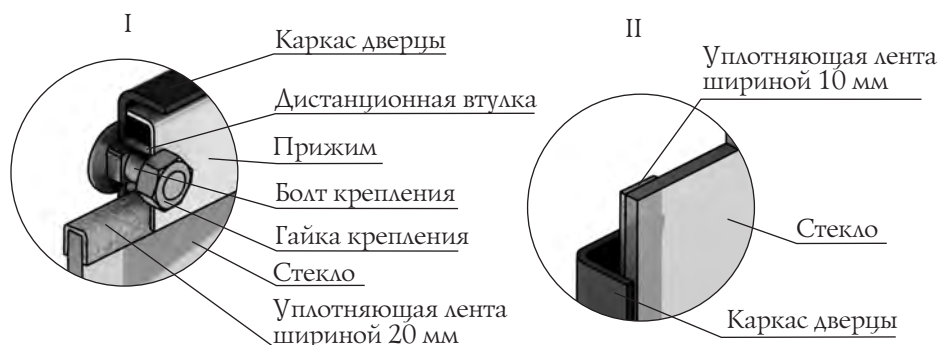 I
Каркас дверцы
Дистанционная втулка
Прижим
Болт крепления
Гайка крепления
Стекло
Уплотняющая лента
шириной 20 мм
II
Уплотняющая лента
шириной 10 мм
Стекло
Каркас дверцы